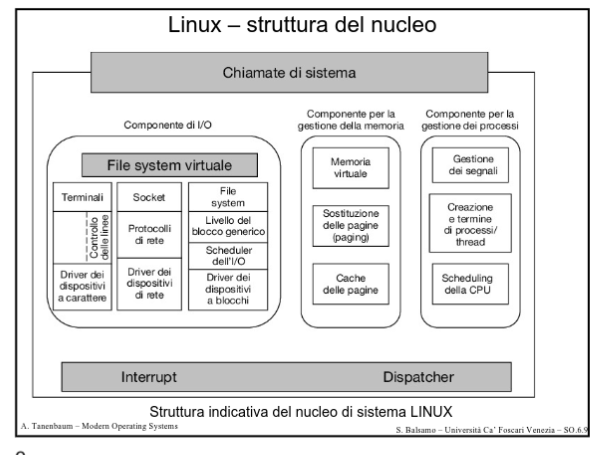 Linux – struttura del nucleo
Chiamate di sistema
Componente di I/O
Componente per la
gestione della memoria
Componente per la
gestione dei processi
File system virtuale
Terminali
Controllo
delle linee
Driver dei
dispositivi
a carattere
Socket
Protocolli
di rete
Driver dei
dispositivi
di rete
File
system
Livello del
blocco generico
Scheduler
dell'I/O
Driver dei
dispositivi
a blocchi
Memoria
virtuale
Sostituzione
delle pagine
(paging)
Cache
delle pagine
Gestione
dei segnali
Creazione
e termine
di processi/
thread
Scheduling
della CPU
Interrupt
Dispatcher
Struttura indicativa del nucleo di sistema LINUX
A. Tanenbaum – Modern Operating Systems
S. Balsamo – Università Ca' Foscari Venezia – SO.6.9